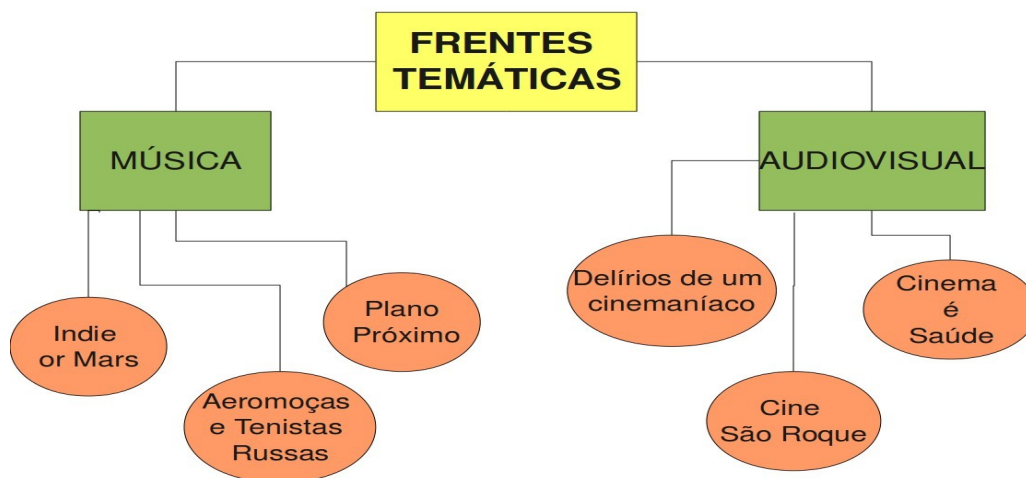 FRENTES
TEMÁTICAS
MÚSICA
AUDIOVISUAL
Indie
or Mars
Aeromoças
e Tenistas
Russas
Plano
Próximo
Delírios de um
cinemaníaco
Cine
São Roque
Cinema
é
Saúde